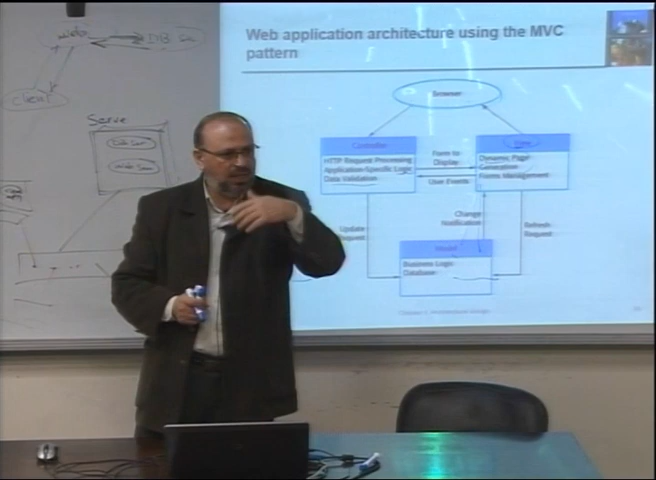 Web application architecture using the MVC
pattern
Browser
Controller
HTTP Request Processing
Application-Specific Logic
Data Validation
Form to
Display
User Events
View
Dynamic Page
Generation
Forms Management
Update
Request
Change
Notification
Refresh
Request
Model
Business Logic
Database
client
Serve